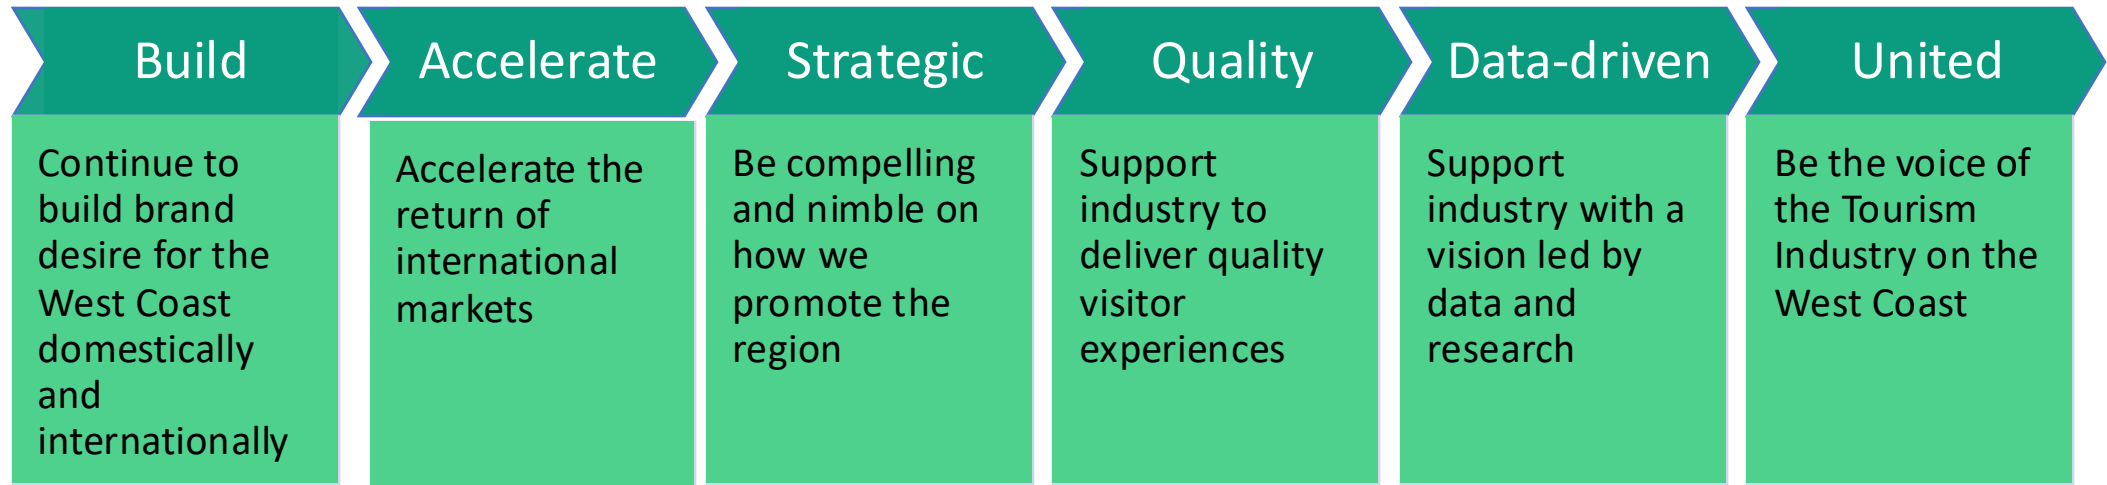 Build
Continue to
build brand
desire for the
West Coast
domestically
and
internationally
Accelerate
Accelerate the
return of
international
markets
Strategic
Be compelling
and nimble on
how we
promote the
region
Quality
Support
industry to
deliver quality
visitor
experiences
Data-driven
Support
industry with a
vision led by
data and
research
United
Be the voice of
the Tourism
Industry on the
West Coast